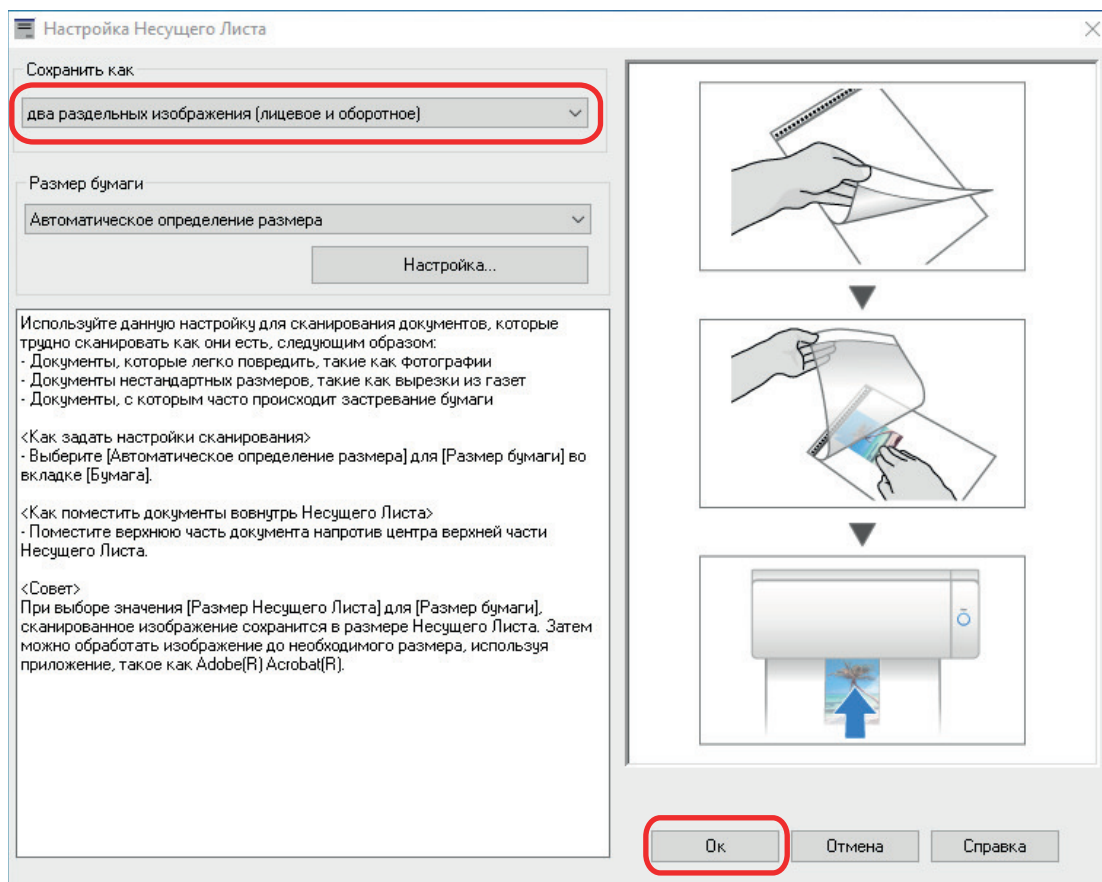 Настройка Несущего Листа
Сохранить как
два раздельных изображения (лицевое и оборотное)
Размер бумаги
Автоматическое определение размера
Настройка...
Используйте данную настройку для сканирования документов, которые
трудно сканировать как они есть, следующим образом:
- Документы, которые легко повредить, такие как фотографии
- Документы нестандартных размеров, такие как вырезки из газет
- Документы, с которым часто происходит застревание бумаги
<Как задать настройки сканирования>
- Выберите [Автоматическое определение размера] для [Размер бумаги] во
вкладке [Бумага].
<Как поместить документы вовнутрь Несущего Листа>
- Поместите верхнюю часть документа напротив центра верхней части
Несущего Листа.
<Совет>
При выборе значения [Размер Несущего Листа] для [Размер бумаги],
сканированное изображение сохранится в размере Несущего Листа. Затем
можно обработать изображение до необходимого размера, используя
приложение, такое как Adobe(R) Acrobat(R).
Ок
Отмена
Справка